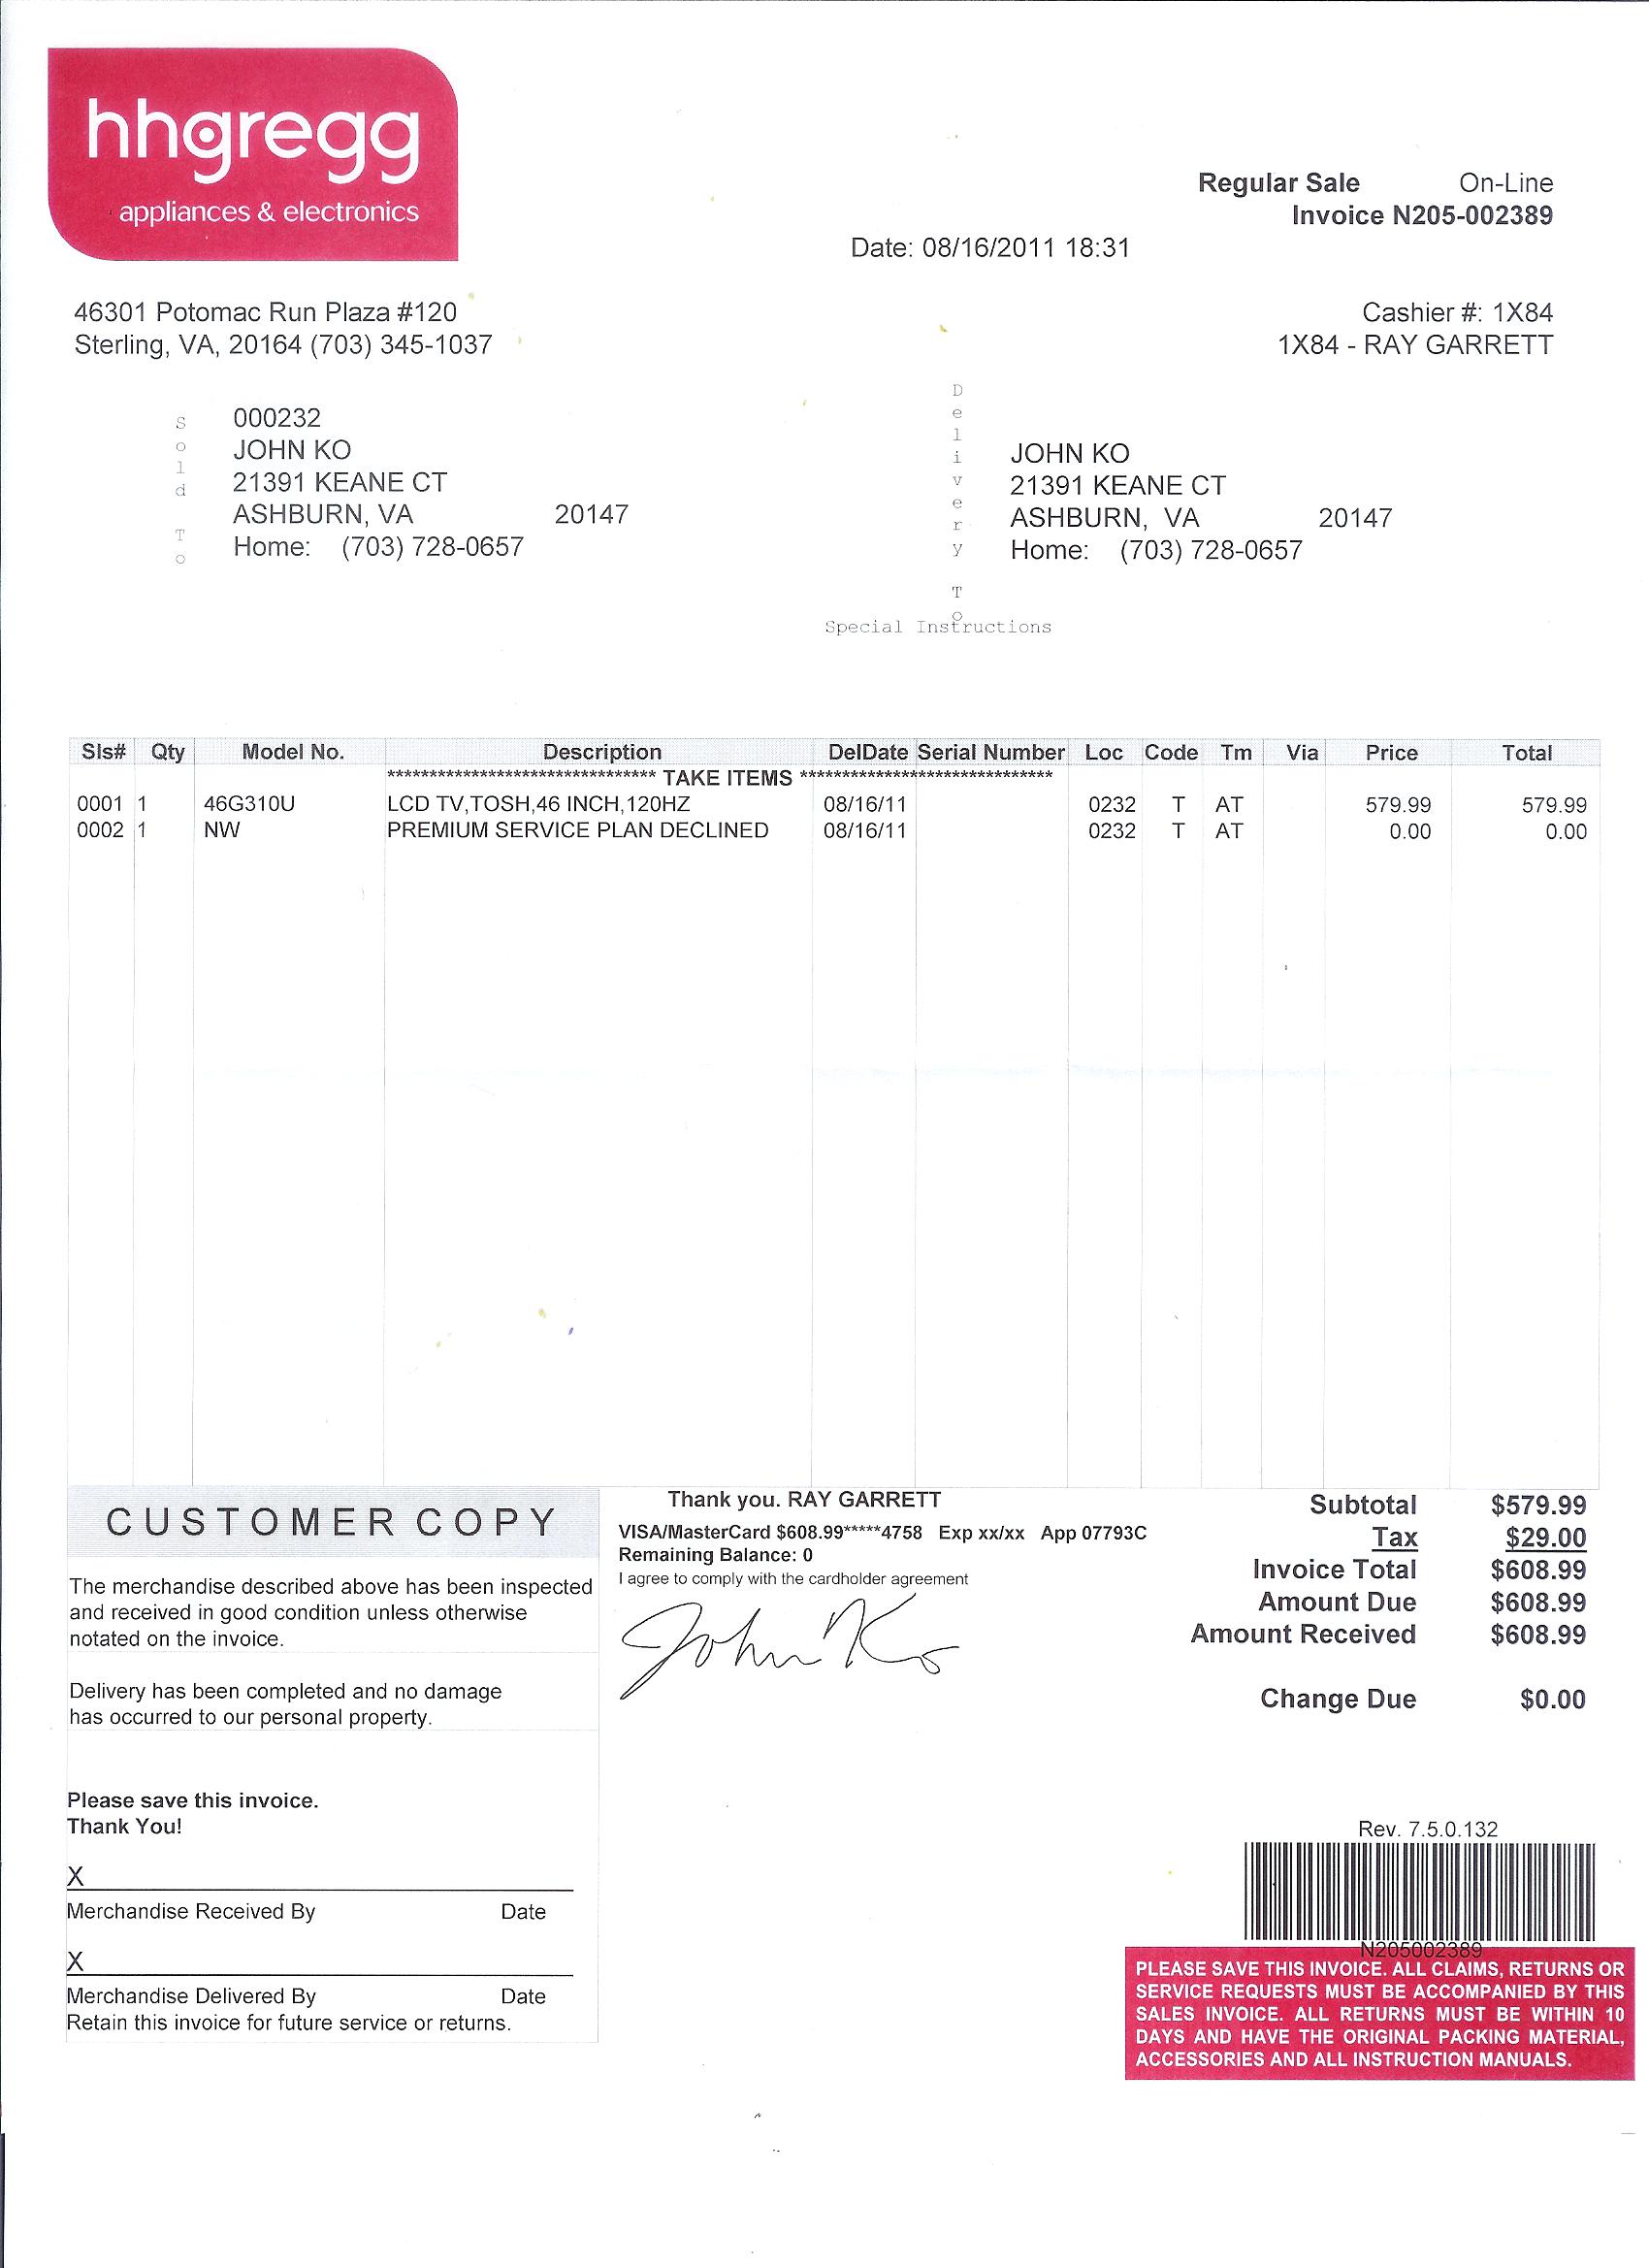 hhgregg
appliances & electronics
Regular Sale On-Line
Invoice N205-002389
Date: 08/16/2011 18:31
46301 Potomac Run Plaza #120
Sterling, VA, 20164 (703) 345-1037
Cashier #: 1X84
1X84 - RAY GARRETT
Sold To
000232
JOHN KO
21391 KEANE CT
ASHBURN, VA 20147
Home: (703) 728-0657
Delivery To
JOHN KO
21391 KEANE CT
ASHBURN, VA 20147
Home: (703) 728-0657
Special Instructions
Sls# Qty Model No. Description DelDate Serial Number Loc Code Tm Via Price Total
******************************** TAKE ITEMS ******************************
0001 1 46G310U LCD TV,TOSH,46 INCH,120HZ 08/16/11 0232 T AT 579.99 579.99
0002 1 NW PREMIUM SERVICE PLAN DECLINED 08/16/11 0232 T AT 0.00 0.00
CUSTOMER COPY
The merchandise described above has been inspected
and received in good condition unless otherwise
notated on the invoice.
Delivery has been completed and no damage
has occurred to our personal property.
Please save this invoice.
Thank You!
X
Merchandise Received By Date
X
Merchandise Delivered By Date
Retain this invoice for future service or returns.
Thank you. RAY GARRETT
VISA/MasterCard $608.99*****4758 Exp xx/xx App 07793C
Remaining Balance: 0
I agree to comply with the cardholder agreement
John Ko
Subtotal $579.99
Tax $29.00
Invoice Total $608.99
Amount Due $608.99
Amount Received $608.99
Change Due $0.00
Rev. 7.5.0.132
N205002389
PLEASE SAVE THIS INVOICE. ALL CLAIMS, RETURNS OR
SERVICE REQUESTS MUST BE ACCOMPANIED BY THIS
SALES INVOICE. ALL RETURNS MUST BE WITHIN 10
DAYS AND HAVE THE ORIGINAL PACKING MATERIAL,
ACCESSORIES AND ALL INSTRUCTION MANUALS.